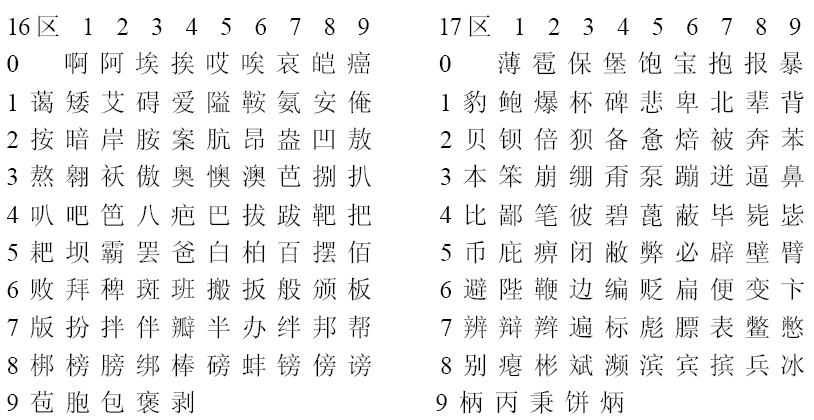 16区 1 2 3 4 5 6 7 8 9
0 啊 阿 埃 挨 哎 唉 哀 皑 癌
1 蔼 矮 艾 碍 爱 隘 鞍 氨 安 俺
2 按 暗 岸 胺 案 肮 昂 盎 凹 敖
3 熬 翱 袄 傲 奥 懊 澳 芭 捌 扒
4 叭 吧 笆 八 疤 巴 拔 跋 靶 把
5 耙 坝 霸 罢 爸 白 柏 百 摆 佰
6 败 拜 稗 斑 班 搬 扳 般 颁 板
7 版 扮 拌 伴 瓣 半 办 绊 邦 帮
8 梆 榜 膀 绑 棒 磅 蚌 镑 傍 谤
9 苞 胞 包 褒 剥
17区 1 2 3 4 5 6 7 8 9
0 薄 雹 保 堡 饱 宝 抱 报 暴
1 豹 鲍 爆 杯 碑 悲 卑 北 辈 背
2 贝 钡 倍 狈 备 惫 焙 被 奔 苯
3 本 笨 崩 绷 甭 泵 蹦 迸 逼 鼻
4 比 鄙 笔 彼 碧 蓖 蔽 毕 毙 毖
5 币 庇 痹 闭 敝 弊 必 辟 壁 臂
6 避 陛 鞭 边 编 贬 扁 便 变 卞
7 辨 辩 辫 遍 标 彪 膘 表 鳖 憋
8 别 瘪 彬 斌 濒 滨 宾 摈 兵 冰
9 柄 丙 秉 饼 炳